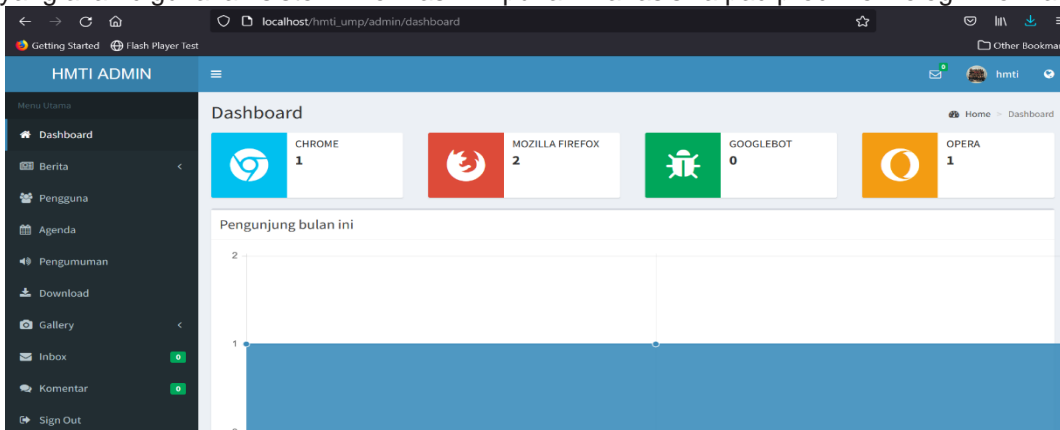 localhost/hmti_ump/admin/dashboard
Getting Started Flash Player Test
Other Bookma
HMTI ADMIN
0
hmti
Menu Utama
Dashboard
Home > Dashboard
Dashboard
Berita
Pengguna
Agenda
Pengumuman
Download
Gallery
Inbox 0
Komentar 0
Sign Out
CHROME
1
MOZILLA FIREFOX
2
GOOGLEBOT
0
OPERA
1
Pengunjung bulan ini
2
1